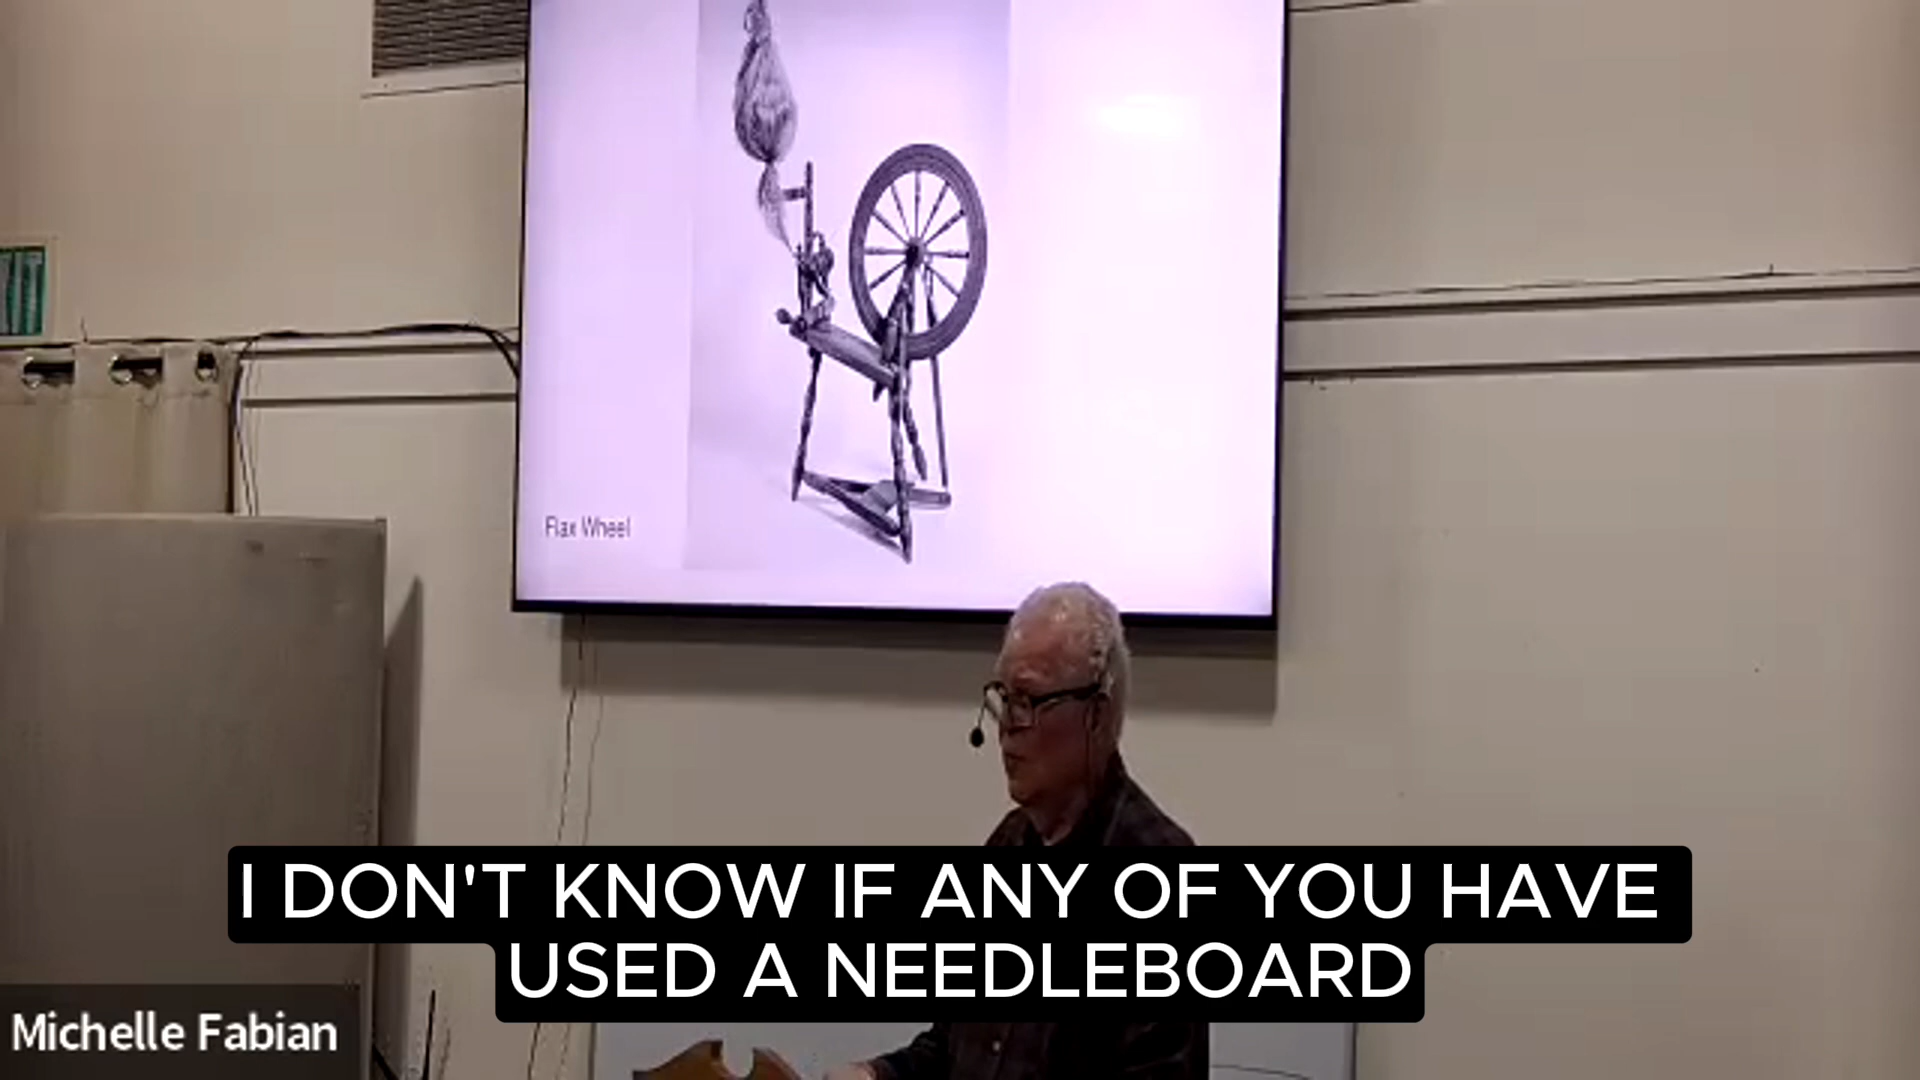 Flax Wheel
I DON'T KNOW IF ANY OF YOU HAVE
USED A NEEDLEBOARD
Michelle Fabian